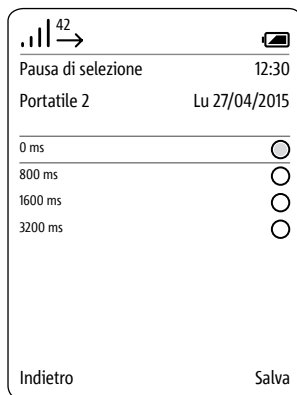 42
Pausa di selezione 12:30
Portatile 2 Lu 27/04/2015
0 ms
800 ms
1600 ms
3200 ms
Indietro Salva